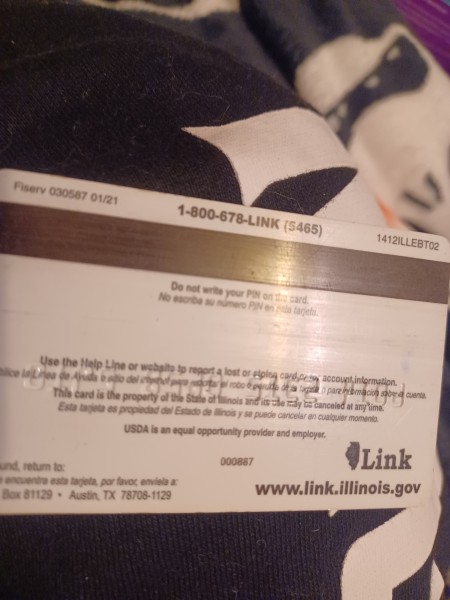 Fiserv 030587 01/21
1-800-678-LINK (5465)
1412ILLEBT02
Do not write your PIN on the card.
No escriba su número PIN en esta tarjeta.
Use the Help Line or website to report a lost or stolen card or for account information.
This card is the property of the State of Illinois and its use may be canceled at any time.
Esta tarjeta es propiedad del Estado de Illinois y se puede cancelar en cualquier momento.
USDA is an equal opportunity provider and employer.
und, return to:
000887
Link
encuentra esta tarjeta, por favor, envíela a:
Box 81129 • Austin, TX 78708-1129
www.link.illinois.gov